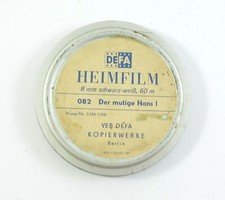 DEFA
HEIMFILM
8 mm schwarz-weiß, 60 m
082 Der mutige Hans I
VEB DEFA
KOPIERWERKE
Berlin